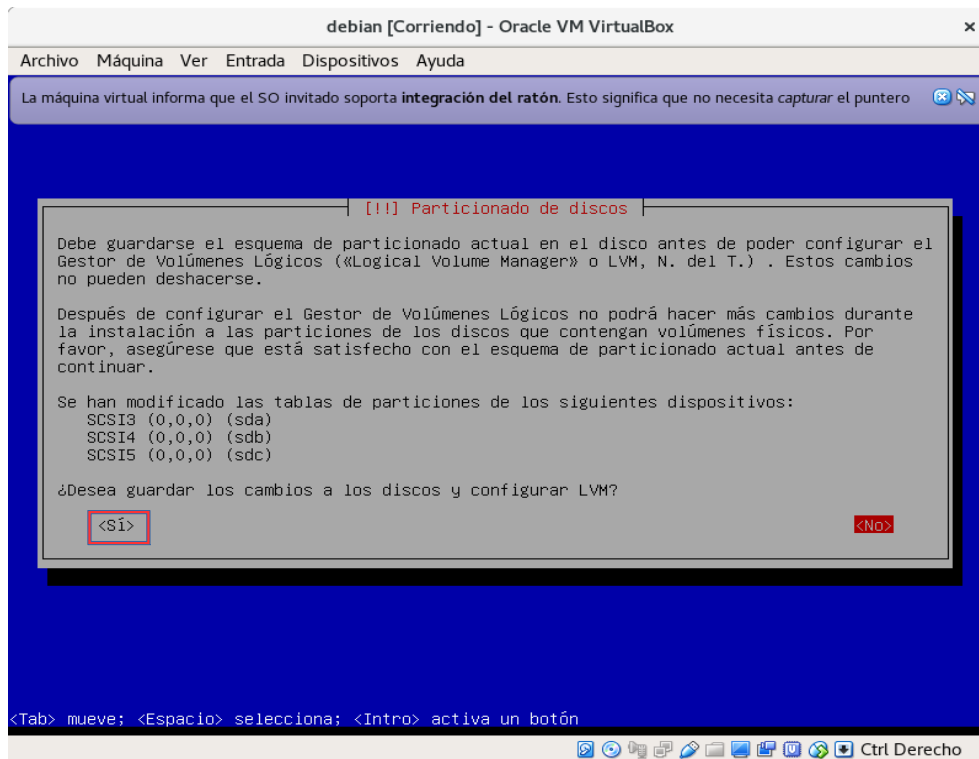 debian [Corriendo] - Oracle VM VirtualBox
Archivo Máquina Ver Entrada Dispositivos Ayuda
La máquina virtual informa que el SO invitado soporta integración del ratón. Esto significa que no necesita capturar el puntero
[!!] Particionado de discos
Debe guardarse el esquema de particionado actual en el disco antes de poder configurar el
Gestor de Volúmenes Lógicos («Logical Volume Manager» o LVM, N. del T.) . Estos cambios
no pueden deshacerse.
Después de configurar el Gestor de Volúmenes Lógicos no podrá hacer más cambios durante
la instalación a las particiones de los discos que contengan volúmenes físicos. Por
favor, asegúrese que está satisfecho con el esquema de particionado actual antes de
continuar.
Se han modificado las tablas de particiones de los siguientes dispositivos:
SCSI3 (0,0,0) (sda)
SCSI4 (0,0,0) (sdb)
SCSI5 (0,0,0) (sdc)
¿Desea guardar los cambios a los discos y configurar LVM?
<Sí> <No>
<Tab> mueve; <Espacio> selecciona; <Intro> activa un botón
Ctrl Derecho